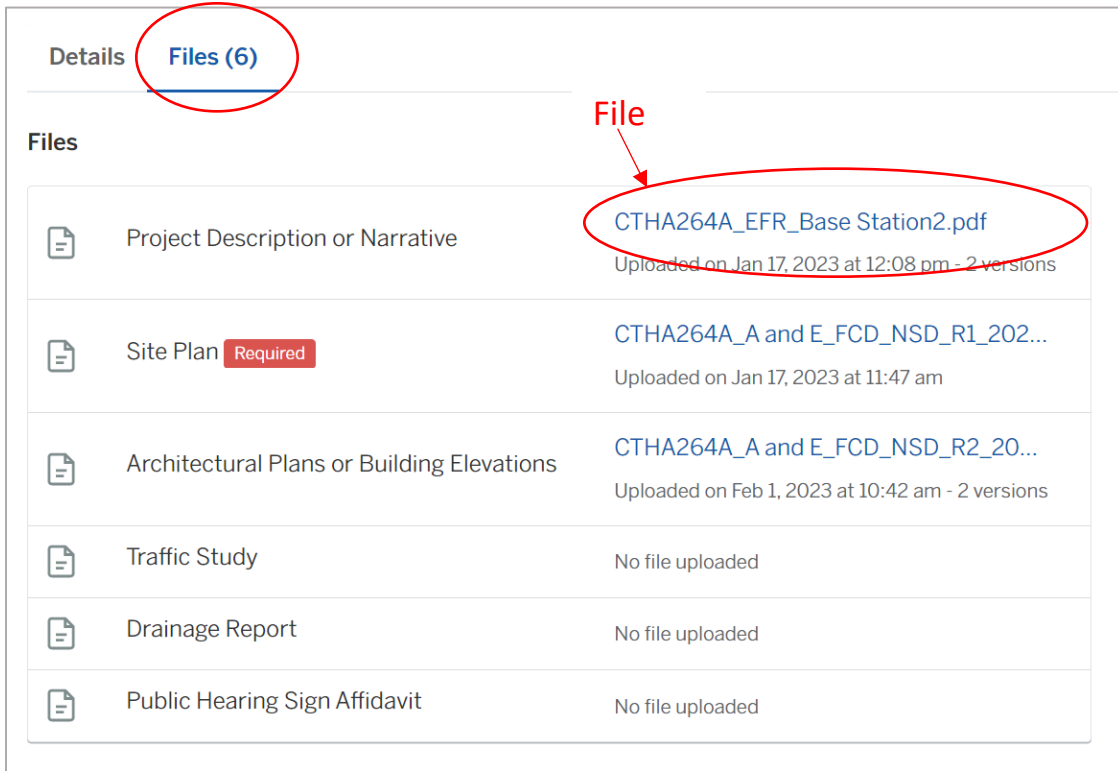 Details Files (6)
File
Files
Project Description or Narrative
CTHA264A_EFR_Base Station2.pdf
Uploaded on Jan 17, 2023 at 12:08 pm - 2 versions
Site Plan Required
CTHA264A_A and E_FCD_NSD_R1_202...
Uploaded on Jan 17, 2023 at 11:47 am
Architectural Plans or Building Elevations
CTHA264A_A and E_FCD_NSD_R2_20...
Uploaded on Feb 1, 2023 at 10:42 am - 2 versions
Traffic Study
No file uploaded
Drainage Report
No file uploaded
Public Hearing Sign Affidavit
No file uploaded